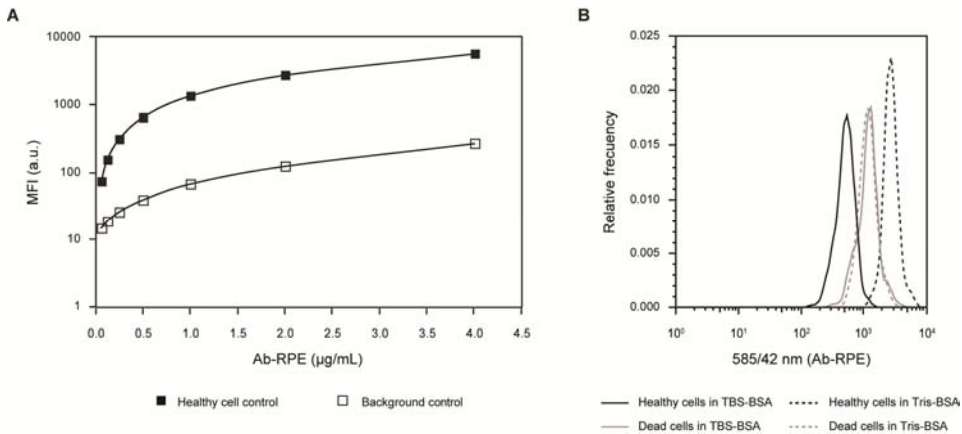 A
MFI (a.u.)
10000
1000
100
10
1
0.0 0.5 1.0 1.5 2.0 2.5 3.0 3.5 4.0 4.5
Ab-RPE (µg/mL)
Healthy cell control Background control
B
Relative frecuency
0.025
0.020
0.015
0.010
0.005
0.000
10⁰ 10¹ 10² 10³ 10⁴
585/42 nm (Ab-RPE)
Healthy cells in TBS-BSA Healthy cells in Tris-BSA
Dead cells in TBS-BSA Dead cells in Tris-BSA